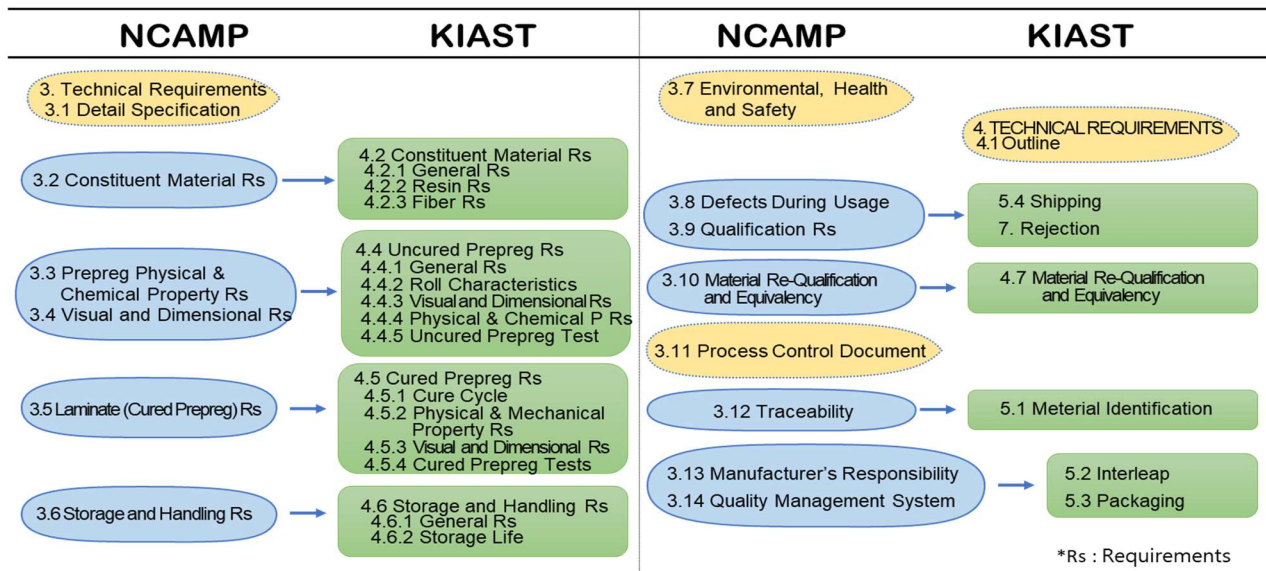 NCAMP
KIAST
3. Technical Requirements
3.1 Detail Specification
3.2 Constituent Material Rs
4.2 Constituent Material Rs
4.2.1 General Rs
4.2.2 Resin Rs
4.2.3 Fiber Rs
3.3 Prepreg Physical &
Chemical Property Rs
3.4 Visual and Dimensional Rs
4.4 Uncured Prepreg Rs
4.4.1 General Rs
4.4.2 Roll Characteristics
4.4.3 Visual and Dimensional Rs
4.4.4 Physical & Chemical P Rs
4.4.5 Uncured Prepreg Test
3.5 Laminate (Cured Prepreg) Rs
4.5 Cured Prepreg Rs
4.5.1 Cure Cycle
4.5.2 Physical & Mechanical
Property Rs
4.5.3 Visual and Dimensional Rs
4.5.4 Cured Prepreg Tests
3.6 Storage and Handling Rs
4.6 Storage and Handling Rs
4.6.1 General Rs
4.6.2 Storage Life
NCAMP
KIAST
3.7 Environmental, Health
and Safety
4. TECHNICAL REQUIREMENTS
4.1 Outline
3.8 Defects During Usage
3.9 Qualification Rs
5.4 Shipping
7. Rejection
3.10 Material Re-Qualification
and Equivalency
4.7 Material Re-Qualification
and Equivalency
3.11 Process Control Document
3.12 Traceability
5.1 Meterial Identification
3.13 Manufacturer's Responsibility
3.14 Quality Management System
5.2 Interleap
5.3 Packaging
*Rs : Requirements